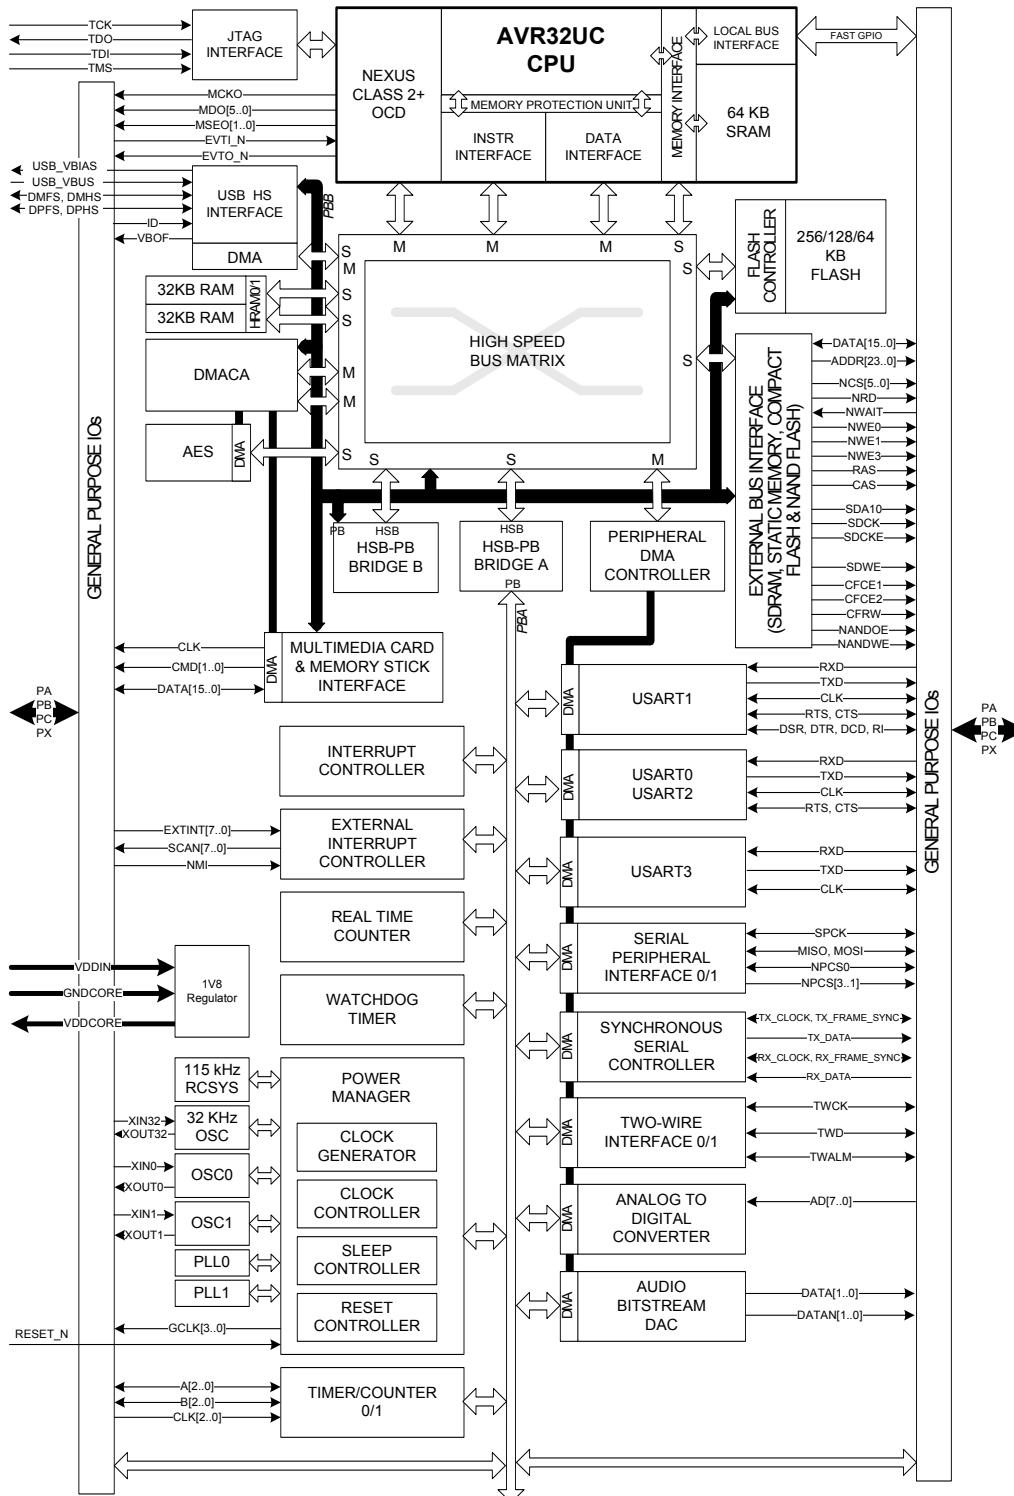 TCK
TDO
TDI
TMS
JTAG
INTERFACE
NEXUS
CLASS 2+
OCD
AVR32UC
CPU
MEMORY PROTECTION UNIT
INSTR
INTERFACE
DATA
INTERFACE
MEMORY INTERFACE
LOCAL BUS
INTERFACE
64 KB
SRAM
FAST GPIO
MCKO
MDO[5..0]
MSEO[1..0]
EVTI_N
EVTO_N
USB_VBIAS
USB_VBUS
DMFS, DMHS
DPFS, DPHS
ID
VBOF
USB HS
INTERFACE
DMA
PBB
32KB RAM
32KB RAM
HRAM0/1
DMACA
AES
DMA
S
M
S
S
M
M
S
M
M
M
S
S
S
S
S
M
HIGH SPEED
BUS MATRIX
FLASH
CONTROLLER
256/128/64
KB
FLASH
EXTERNAL BUS INTERFACE
(SDRAM, STATIC MEMORY, COMPACT
FLASH & NAND FLASH)
DATA[15..0]
ADDR[23..0]
NCS[5..0]
NRD
NWAIT
NWE0
NWE1
NWE3
RAS
CAS
SDA10
SDCK
SDCKE
SDWE
CFCE1
CFCE2
CFRW
NANDOE
NANDWE
GENERAL PURPOSE IOs
GENERAL PURPOSE IOs
PB
HSB
HSB-PB
BRIDGE B
HSB
HSB-PB
BRIDGE A
PB
PBA
PERIPHERAL
DMA
CONTROLLER
CLK
CMD[1..0]
DATA[15..0]
DMA
MULTIMEDIA CARD
& MEMORY STICK
INTERFACE
PA
PB
PC
PX
PA
PB
PC
PX
DMA
USART1
RXD
TXD
CLK
RTS, CTS
DSR, DTR, DCD, RI
INTERRUPT
CONTROLLER
DMA
USART0
USART2
RXD
TXD
CLK
RTS, CTS
EXTINT[7..0]
SCAN[7..0]
NMI
EXTERNAL
INTERRUPT
CONTROLLER
DMA
USART3
RXD
TXD
CLK
REAL TIME
COUNTER
DMA
SERIAL
PERIPHERAL
INTERFACE 0/1
SPCK
MISO, MOSI
NPCS0
NPCS[3..1]
VDDIN
GNDCORE
VDDCORE
1V8
Regulator
WATCHDOG
TIMER
DMA
SYNCHRONOUS
SERIAL
CONTROLLER
TX_CLOCK, TX_FRAME_SYNC
TX_DATA
RX_CLOCK, RX_FRAME_SYNC
RX_DATA
115 kHz
RCSYS
XIN32
XOUT32
32 KHz
OSC
XIN0
XOUT0
OSC0
XIN1
XOUT1
OSC1
PLL0
PLL1
POWER
MANAGER
CLOCK
GENERATOR
CLOCK
CONTROLLER
SLEEP
CONTROLLER
RESET
CONTROLLER
GCLK[3..0]
RESET_N
DMA
TWO-WIRE
INTERFACE 0/1
TWCK
TWD
TWALM
DMA
ANALOG TO
DIGITAL
CONVERTER
AD[7..0]
DMA
AUDIO
BITSTREAM
DAC
DATA[1..0]
DATAN[1..0]
A[2..0]
B[2..0]
CLK[2..0]
TIMER/COUNTER
0/1